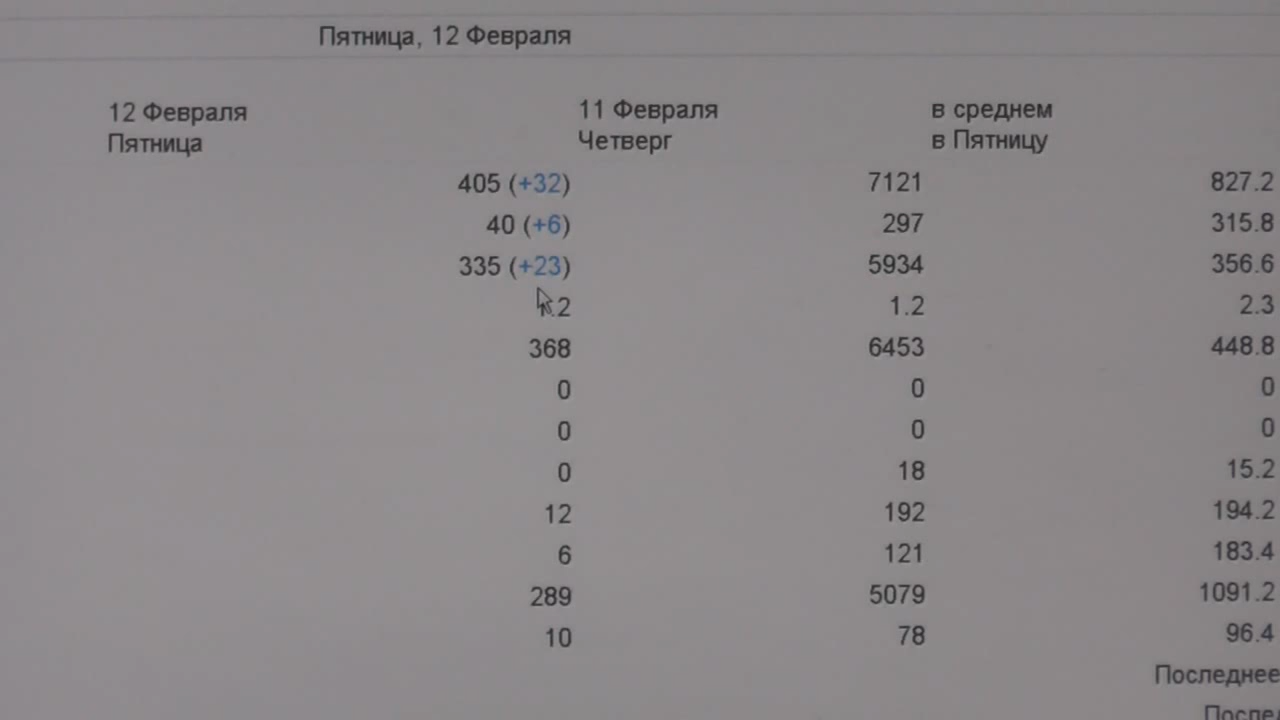 Пятница, 12 Февраля
12 Февраля 11 Февраля в среднем
Пятница Четверг в Пятницу
405 (+32) 7121 827.2
40 (+6) 297 315.8
335 (+23) 5934 356.6
.2 1.2 2.3
368 6453 448.8
0 0 0
0 0 0
0 18 15.2
12 192 194.2
6 121 183.4
289 5079 1091.2
10 78 96.4
Последнее